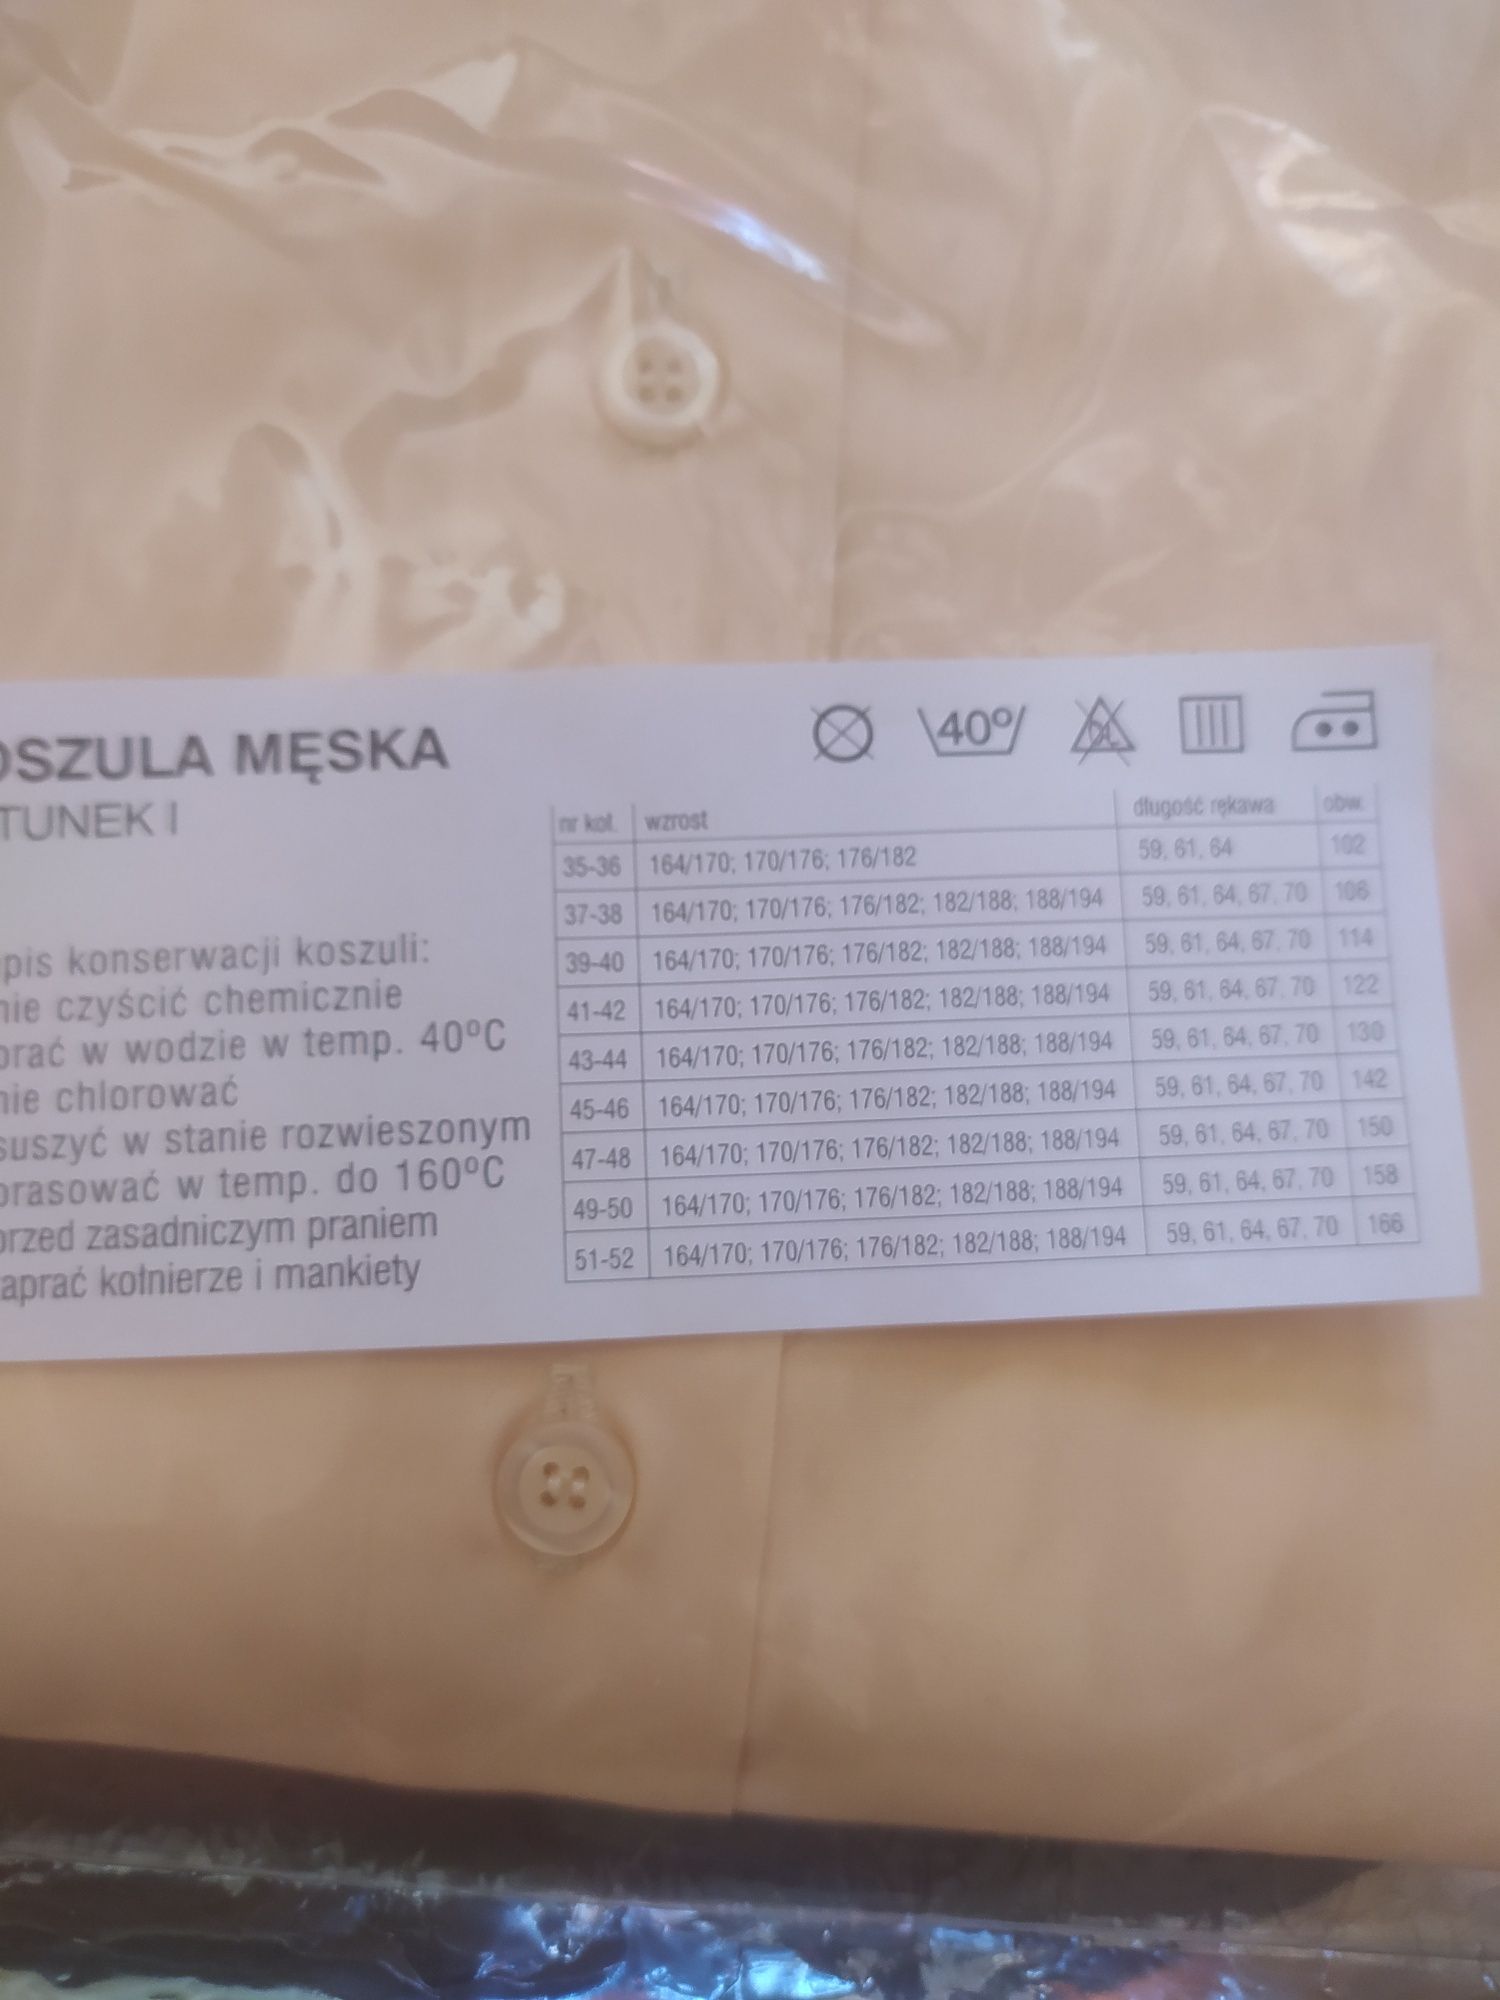 OSZULA MĘSKA
TUNEK I
40°
CL
nr koł. wzrost długość rękawa obw.
35-36 164/170; 170/176; 176/182 59, 61, 64 102
37-38 164/170; 170/176; 176/182; 182/188; 188/194 59, 61, 64, 67, 70 106
39-40 164/170; 170/176; 176/182; 182/188; 188/194 59, 61, 64, 67, 70 114
41-42 164/170; 170/176; 176/182; 182/188; 188/194 59, 61, 64, 67, 70 122
43-44 164/170; 170/176; 176/182; 182/188; 188/194 59, 61, 64, 67, 70 130
45-46 164/170; 170/176; 176/182; 182/188; 188/194 59, 61, 64, 67, 70 142
47-48 164/170; 170/176; 176/182; 182/188; 188/194 59, 61, 64, 67, 70 150
49-50 164/170; 170/176; 176/182; 182/188; 188/194 59, 61, 64, 67, 70 158
51-52 164/170; 170/176; 176/182; 182/188; 188/194 59, 61, 64, 67, 70 166
pis konserwacji koszuli:
nie czyścić chemicznie
prać w wodzie w temp. 40°C
nie chlorować
suszyć w stanie rozwieszonym
prasować w temp. do 160°C
przed zasadniczym praniem
aprać kołnierze i mankiety